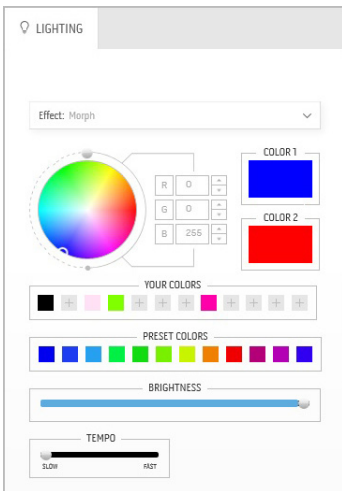 LIGHTING
Effect: Morph
COLOR 1
R 0
G 0
B 255
COLOR 2
YOUR COLORS
PRESET COLORS
BRIGHTNESS
TEMPO
SLOW FAST